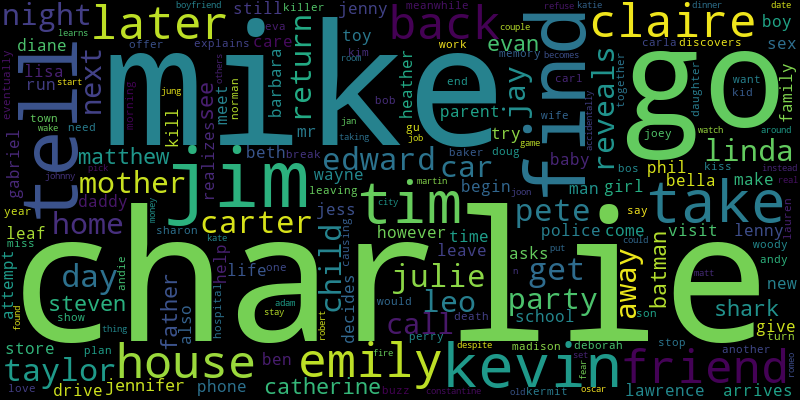 boyfriend meanwhile couple refuse katie dinner date
night later still killer jenny toy eva work carla claire
learns mike back offer explains care kim evan memory becomes discovers boy sex
diane tell next return barbara room heather jay find go
lisa run morning others see bob end parent carl together want kid family
eventually jung norman meet jan gu job try game wife daughter joey watch around
start realizes mr taking doug accidentally reveals linda
town need kill beth break edward car baker baby phil kiss instead
wake matthew wayne martin begin man girl bos bella make real
gabriel johnny pick mother jim leaving city joon pete say take
daddy money jess tim n police come could visit lenny lauren
year leaf home sharon carter however time leave put woody
miss kate child causing asks away batman matt andy
attempt day andie father help life one julie get son new
steven also hospital adam would leo party school death shark
found show thing stay decides call perry madison set deborah stop give turn
store plan house robert ben emily fire despite kevin fear friend another romeo
taylor drive jennifer phone catherine buzz constantine old kermit oscar lawrence arrives
love charlie